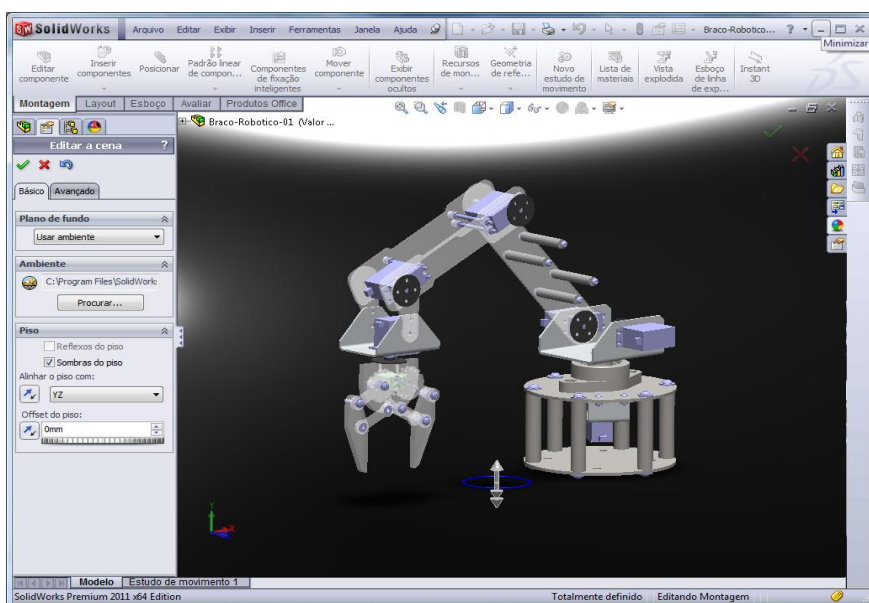 SolidWorks
Arquivo Editar Exibir Inserir Ferramentas Janela Ajuda
Braco-Robotico...
?
Minimizar
Editar componente
Inserir componentes
Posicionar
Padrão linear de compon...
Componentes de fixação inteligentes
Mover componente
Exibir componentes ocultos
Recursos de mon...
Geometria de refe...
Novo estudo de movimento
Lista de materiais
Vista explodida
Esboço de linha de exp...
Instant 3D
Montagem Layout Esboço Avaliar Produtos Office
Braco-Robotico-01 (Valor ...
Editar a cena ?
Básico Avançado
Plano de fundo
Usar ambiente
Ambiente
C:\Program Files\SolidWork:
Procurar...
Piso
Reflexos do piso
Sombras do piso
Alinhar o piso com:
YZ
Offset do piso:
0mm
Y
X
Modelo Estudo de movimento 1
SolidWorks Premium 2011 x64 Edition
Totalmente definido Editando Montagem